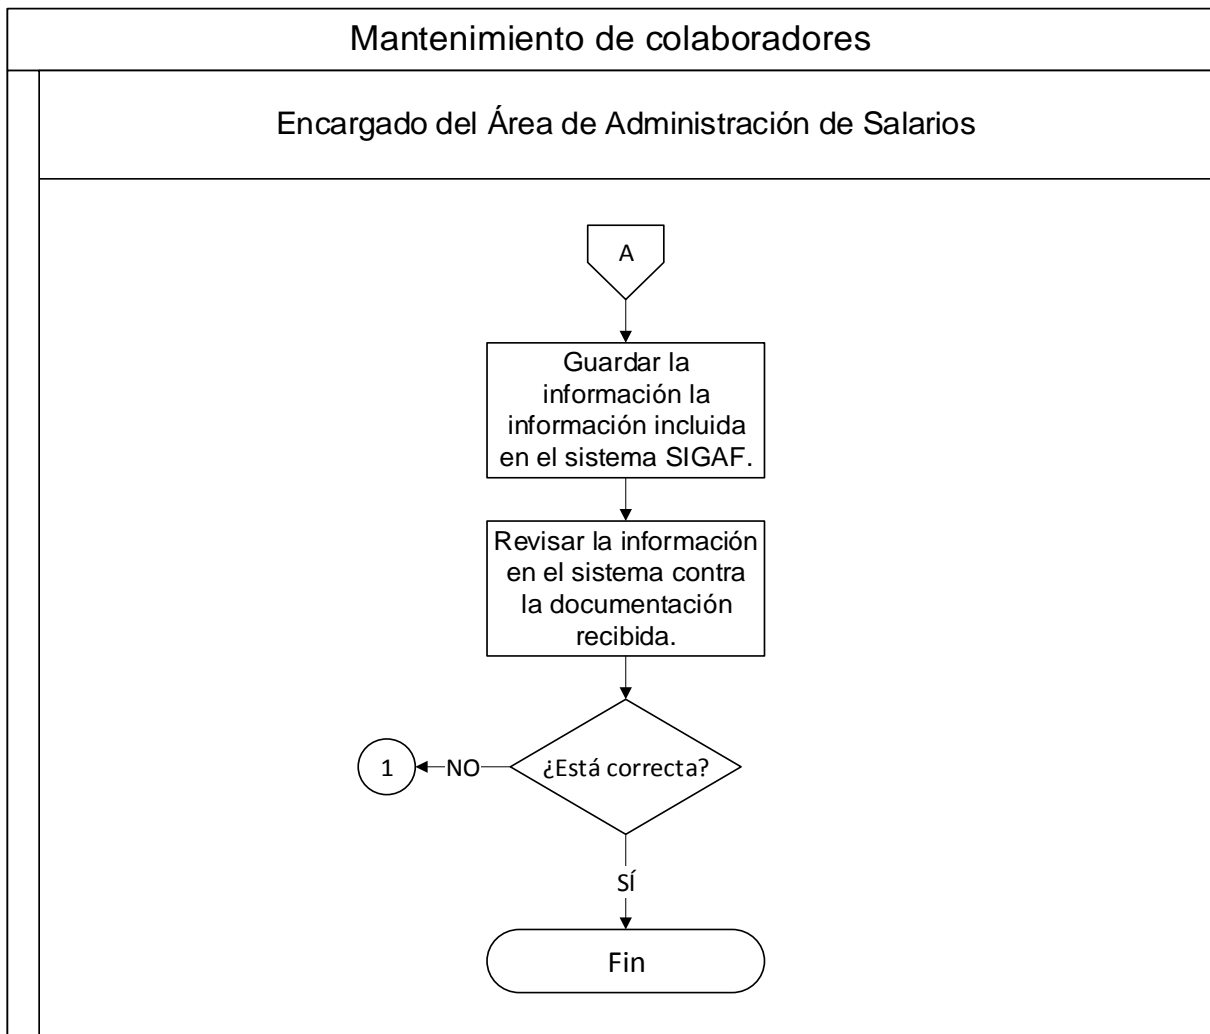 Mantenimiento de colaboradores
Encargado del Área de Administración de Salarios
A
Guardar la
información la
información incluida
en el sistema SIGAF.
Revisar la información
en el sistema contra
la documentación
recibida.
¿Está correcta?
NO
1
SÍ
Fin